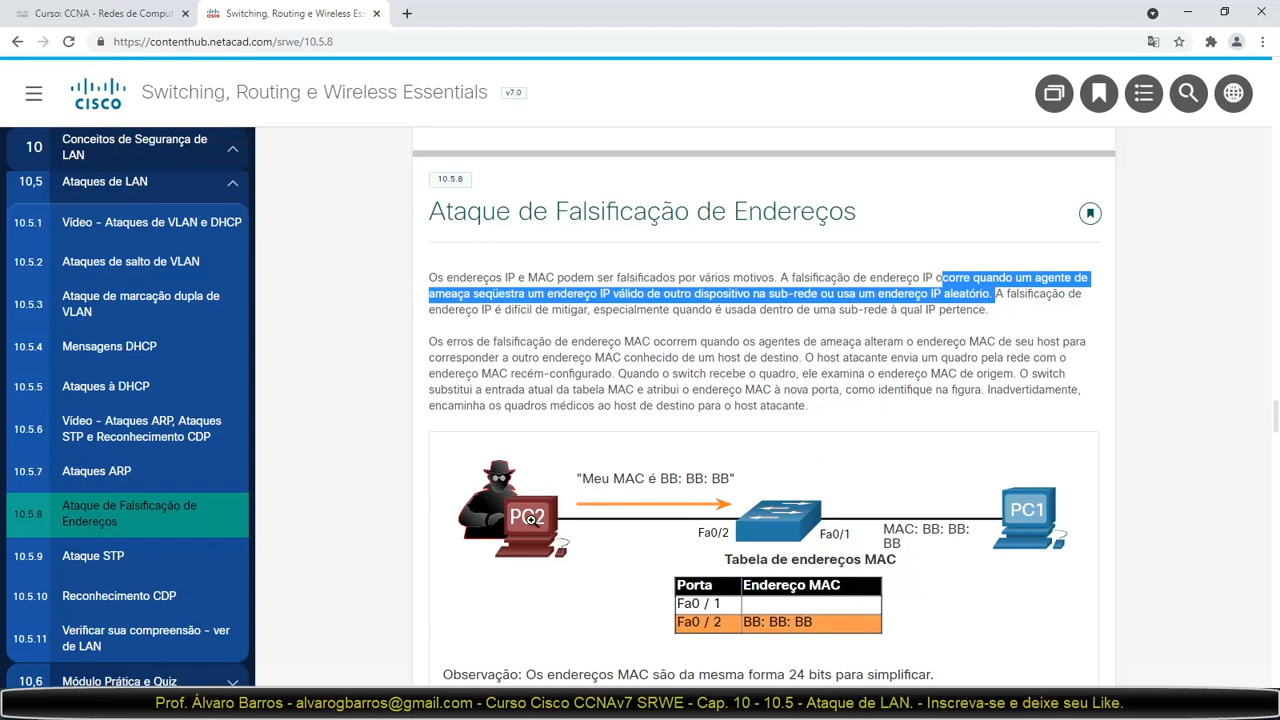 Curso: CCNA - Redes de Comput
Switching, Routing e Wireless Ess
https://contenthub.netacad.com/srwe/10.5.8
CISCO
Switching, Routing e Wireless Essentials
v7.0
10
Conceitos de Segurança de
LAN
10,5
Ataques de LAN
10.5.1
Vídeo - Ataques de VLAN e DHCP
10.5.2
Ataques de salto de VLAN
10.5.3
Ataque de marcação dupla de
VLAN
10.5.4
Mensagens DHCP
10.5.5
Ataques à DHCP
10.5.6
Vídeo - Ataques ARP, Ataques
STP e Reconhecimento CDP
10.5.7
Ataques ARP
10.5.8
Ataque de Falsificação de
Endereços
10.5.9
Ataque STP
10.5.10
Reconhecimento CDP
10.5.11
Verificar sua compreensão - ver
de LAN
10,6
Módulo Prática e Quiz
10.5.8
Ataque de Falsificação de Endereços
Os endereços IP e MAC podem ser falsificados por vários motivos. A falsificação de endereço IP ocorre quando um agente de
ameaça seqüestra um endereço IP válido de outro dispositivo na sub-rede ou usa um endereço IP aleatório. A falsificação de
endereço IP é difícil de mitigar, especialmente quando é usada dentro de uma sub-rede à qual IP pertence.
Os erros de falsificação de endereço MAC ocorrem quando os agentes de ameaça alteram o endereço MAC de seu host para
corresponder a outro endereço MAC conhecido de um host de destino. O host atacante envia um quadro pela rede com o
endereço MAC recém-configurado. Quando o switch recebe o quadro, ele examina o endereço MAC de origem. O switch
substitui a entrada atual da tabela MAC e atribui o endereço MAC à nova porta, como identifique na figura. Inadvertidamente,
encaminha os quadros médicos ao host de destino para o host atacante.
"Meu MAC é BB: BB: BB"
PC2
PC1
Fa0/2
Fa0/1
MAC: BB: BB:
BB
Tabela de endereços MAC
Porta Endereço MAC
Fa0 / 1
Fa0 / 2 BB: BB: BB
Observação: Os endereços MAC são da mesma forma 24 bits para simplificar.
Prof. Álvaro Barros - alvarogbarros@gmail.com - Curso Cisco CCNAv7 SRWE - Cap. 10 - 10.5 - Ataque de LAN. - Inscreva-se e deixe seu Like.